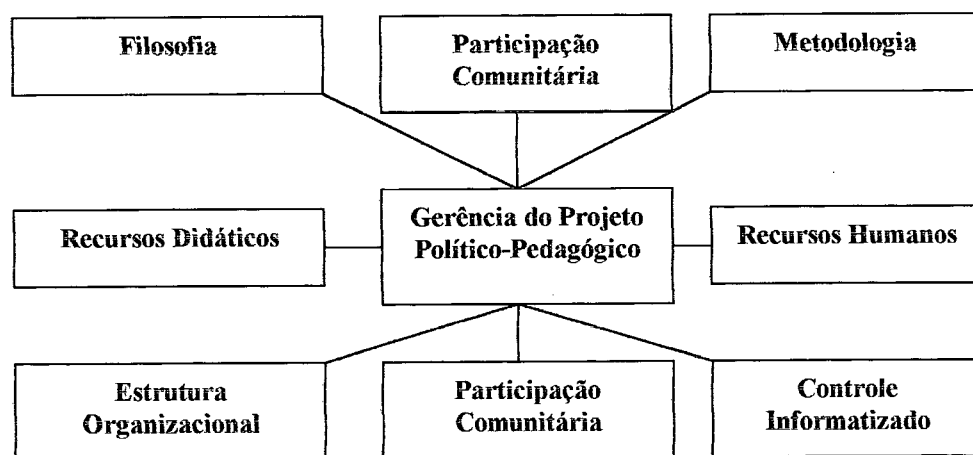 Filosofia
Participação
Comunitária
Metodologia
Recursos Didáticos
Gerência do Projeto
Político-Pedagógico
Recursos Humanos
Estrutura
Organizacional
Participação
Comunitária
Controle
Informatizado